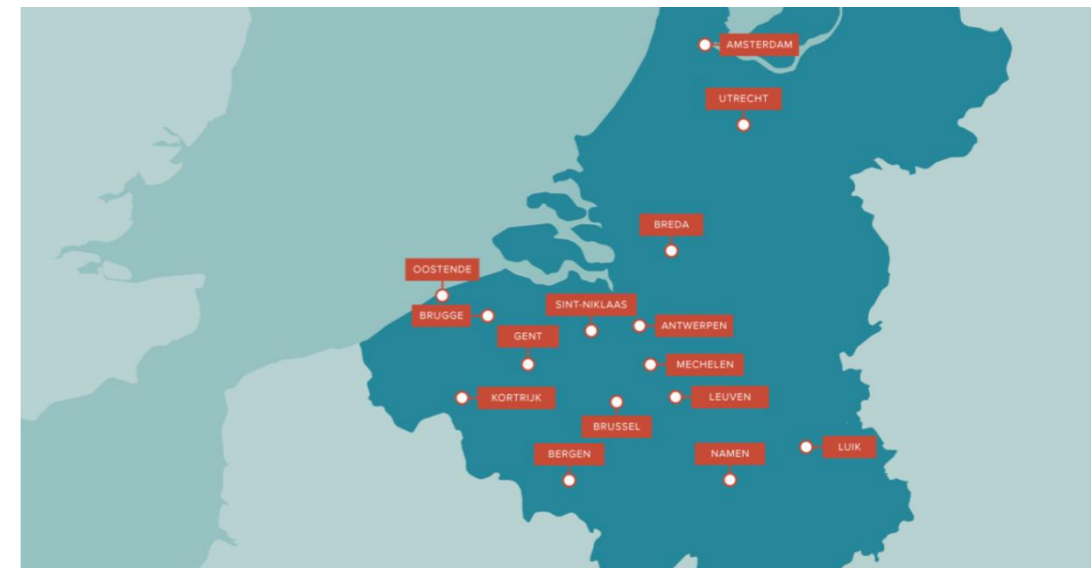 AMSTERDAM
UTRECHT
BREDA
OOSTENDE
SINT-NIKLAAS
BRUGGE
ANTWERPEN
GENT
MECHELEN
KORTRIJK
LEUVEN
BRUSSEL
LUIK
BERGEN
NAMEN